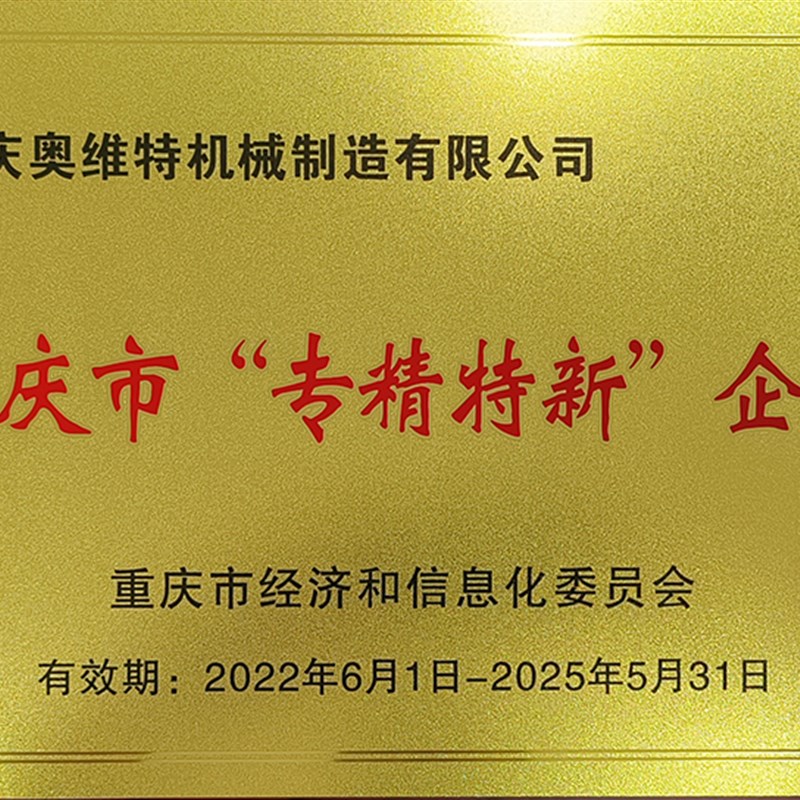 庆奥维特机械制造有限公司
庆市“专精特新”企
重庆市经济和信息化委员会
有效期：2022年6月1日-2025年5月31日